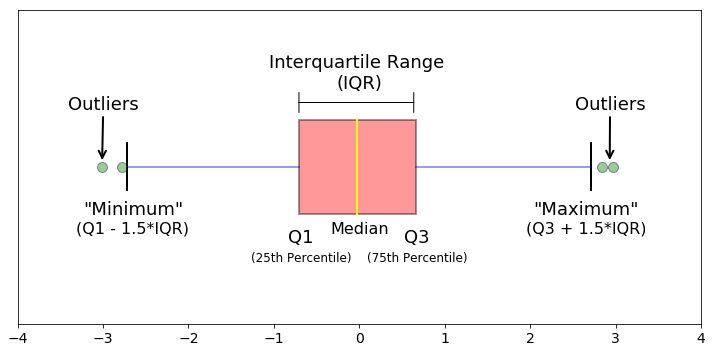 Interquartile Range
(IQR)
Outliers
Outliers
"Minimum"
(Q1 - 1.5*IQR)
"Maximum"
(Q3 + 1.5*IQR)
Median
Q1
Q3
(25th Percentile)
(75th Percentile)
−4 −3 −2 −1 0 1 2 3 4